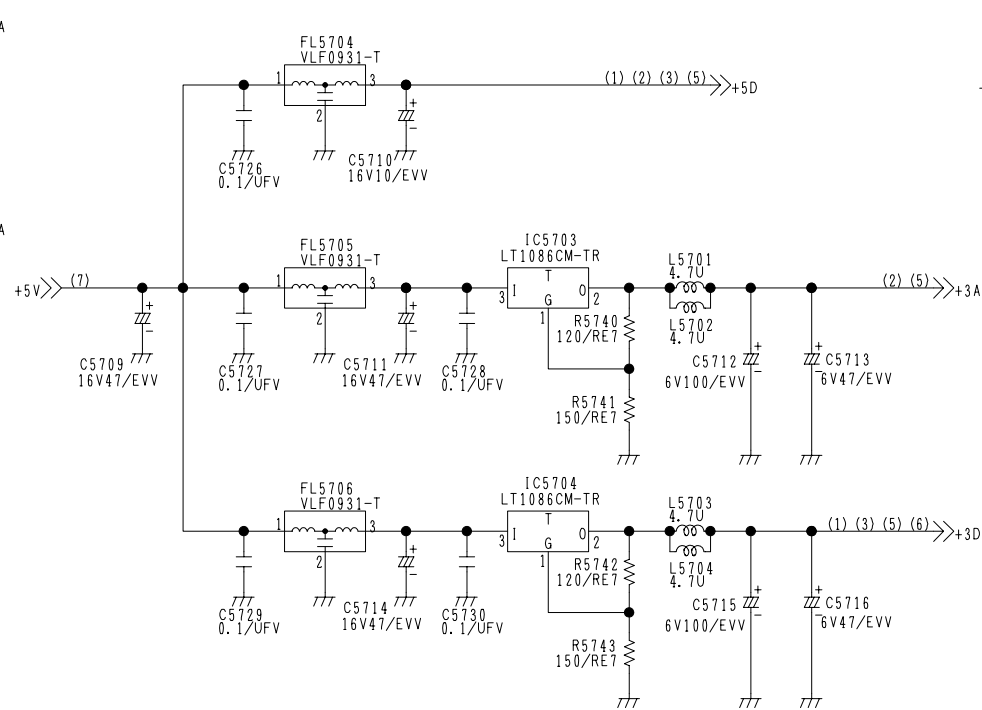 A
FL5704
VLF0931-T
1
3
2
(1) (2) (3) (5)
+5D
+
-
C5726
0.1/UFV
C5710
16V10/EVV
A
FL5705
VLF0931-T
IC5703
LT1086CM-TR
L5701
4.7U
+5V
(7)
1
3
2
3
I
T
G
O
2
1
(2) (5)
+3A
+
-
+
-
R5740
120/RE7
L5702
4.7U
C5709
16V47/EVV
C5727
0.1/UFV
C5711
16V47/EVV
C5728
0.1/UFV
C5712
6V100/EVV
+
-
C5713
6V47/EVV
+
-
R5741
150/RE7
FL5706
VLF0931-T
IC5704
LT1086CM-TR
L5703
4.7U
1
3
2
3
I
T
G
O
2
1
(1) (3) (5) (6)
+3D
+
-
R5742
120/RE7
L5704
4.7U
C5729
0.1/UFV
C5714
16V47/EVV
C5730
0.1/UFV
C5715
6V100/EVV
+
-
C5716
6V47/EVV
+
-
R5743
150/RE7